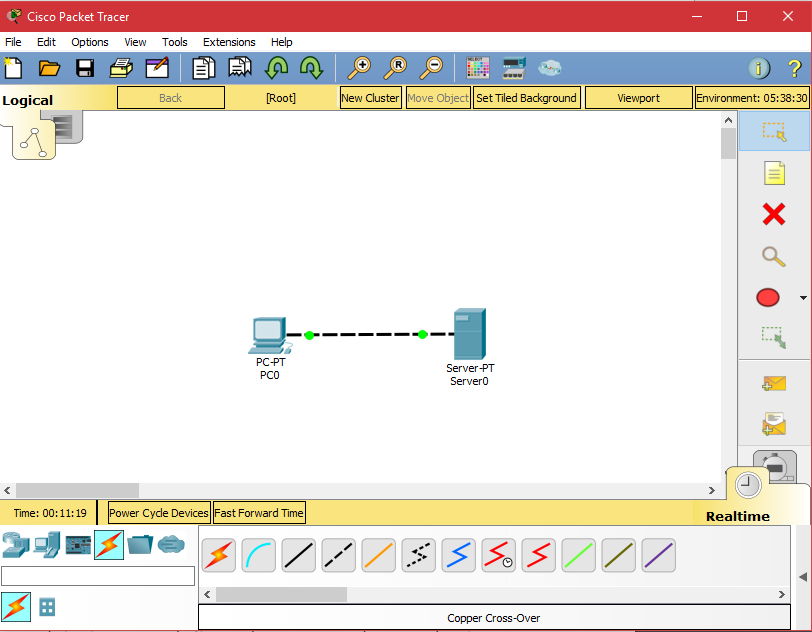 Cisco Packet Tracer
File Edit Options View Tools Extensions Help
Logical Back [Root] New Cluster Move Object Set Tiled Background Viewport Environment: 05:38:30
PC-PT
PC0
Server-PT
Server0
Time: 00:11:19 Power Cycle Devices Fast Forward Time
Realtime
Copper Cross-Over